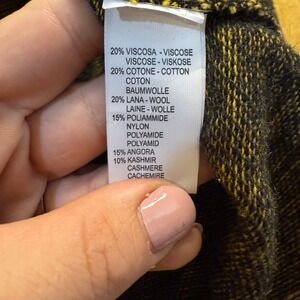 20% VISCOSA - VISCOSE
VISCOSE - VISKOSE
20% COTONE - COTTON
COTON
BAUMWOLLE
20% LANA - WOOL
LAINE - WOLLE
15% POLIAMMIDE
NYLON
POLYAMIDE
POLYAMID
15% ANGORA
10% KASHMIR
CASHMERE
CACHEMIRE